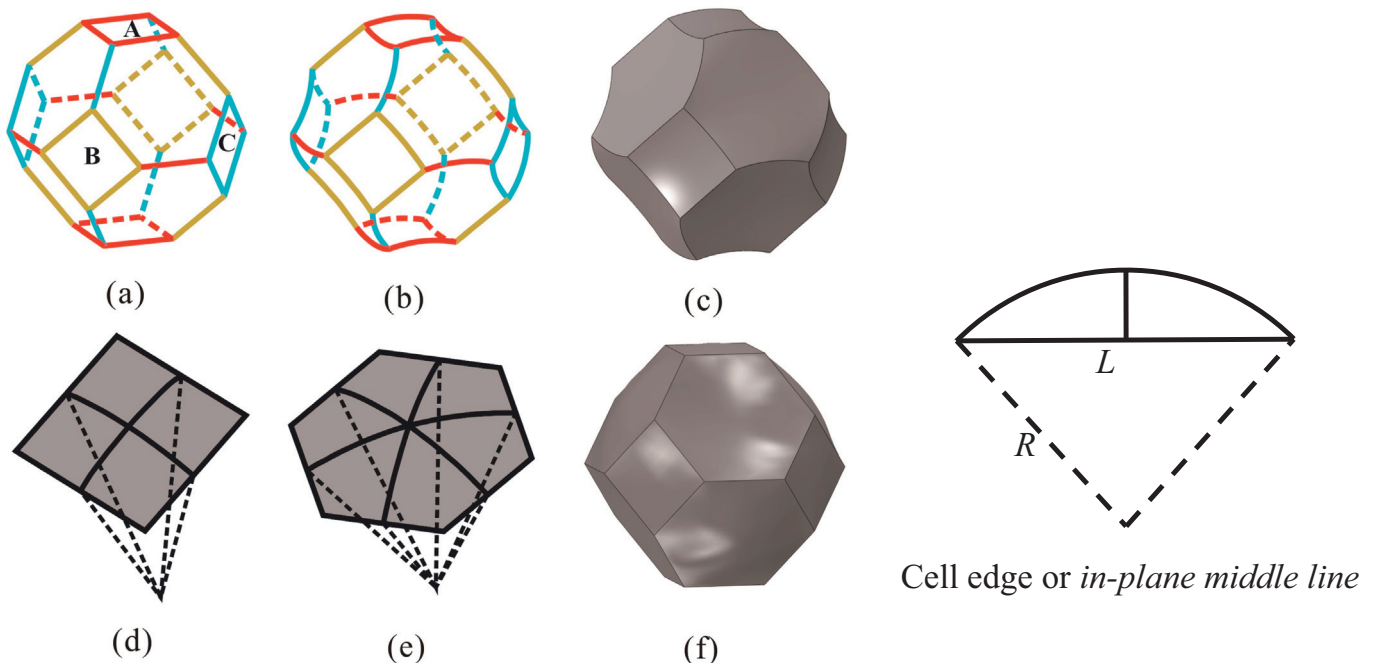 A
B
C
(a)
(b)
(c)
L
R
Cell edge or in-plane middle line
(d)
(e)
(f)